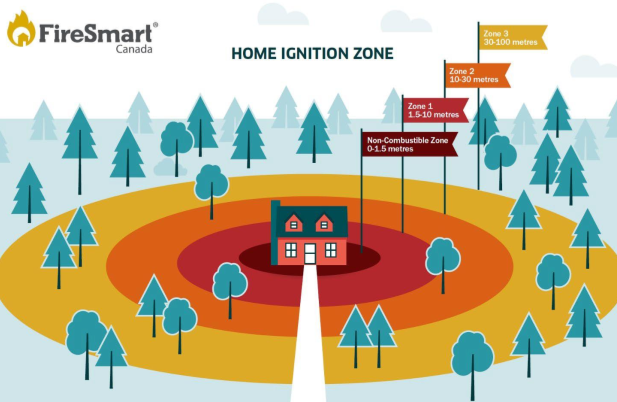 FireSmart®
Canada
HOME IGNITION ZONE
Zone 3
30-100 metres
Zone 2
10-30 metres
Zone 1
1.5-10 metres
Non-Combustible Zone
0-1.5 metres